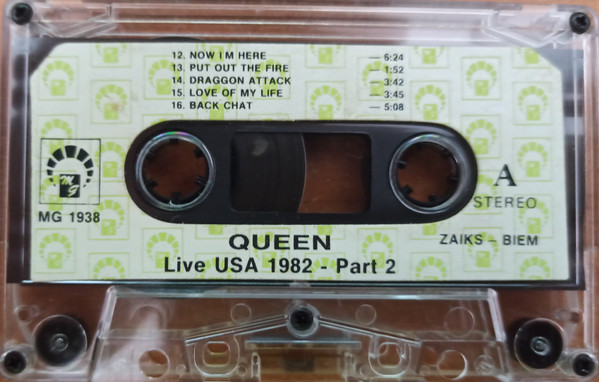 12. NOW I M HERE — 6:24
13. PUT OUT THE FIRE — 1:52
14. DRAGGON ATTACK — 3:42
15. LOVE OF MY LIFE — 3:45
16. BACK CHAT — 5:08
MG
MG 1938
A
STEREO
QUEEN
ZAIKS – BIEM
Live USA 1982 - Part 2